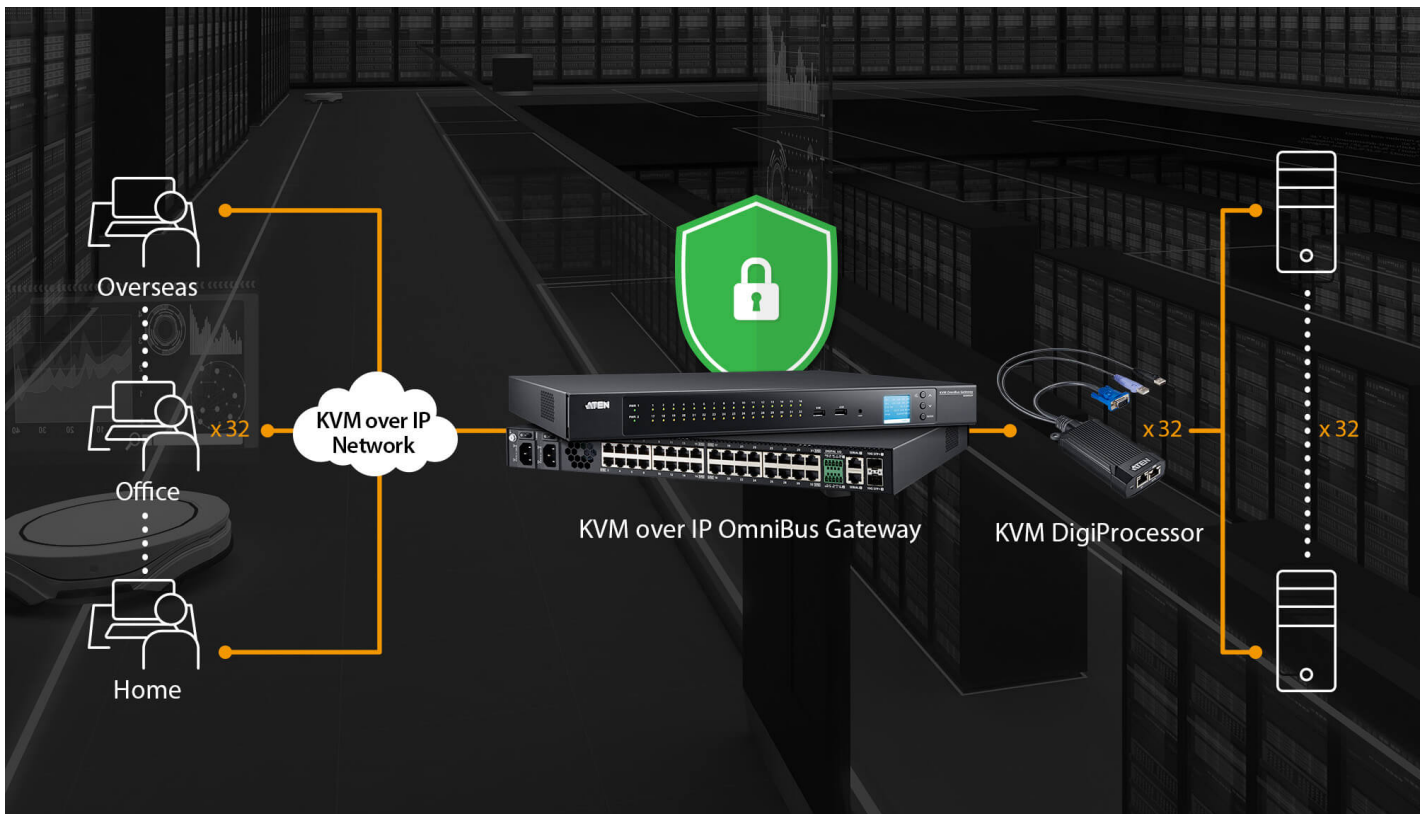 Overseas
x 32
Office
Home
KVM over IP
Network
ATEN
KVM over IP OmniBus Gateway
KVM DigiProcessor
ATEN
x 32
x 32